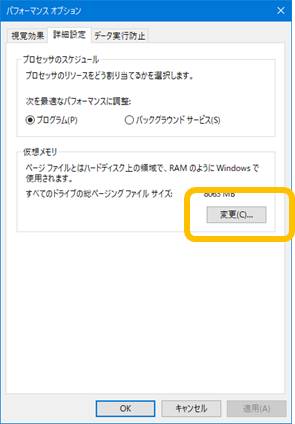 パフォーマンス オプション
視覚効果 詳細設定 データ実行防止
プロセッサのスケジュール
プロセッサのリソースをどう割り当てるかを選択します。
次を最適なパフォーマンスに調整:
プログラム(P) バックグラウンド サービス(S)
仮想メモリ
ページ ファイルとはハードディスク上の領域で、RAM のように Windows で
使用されます。
すべてのドライブの総ページング ファイル サイズ: 8063 MB
変更(C)...
OK キャンセル 適用(A)